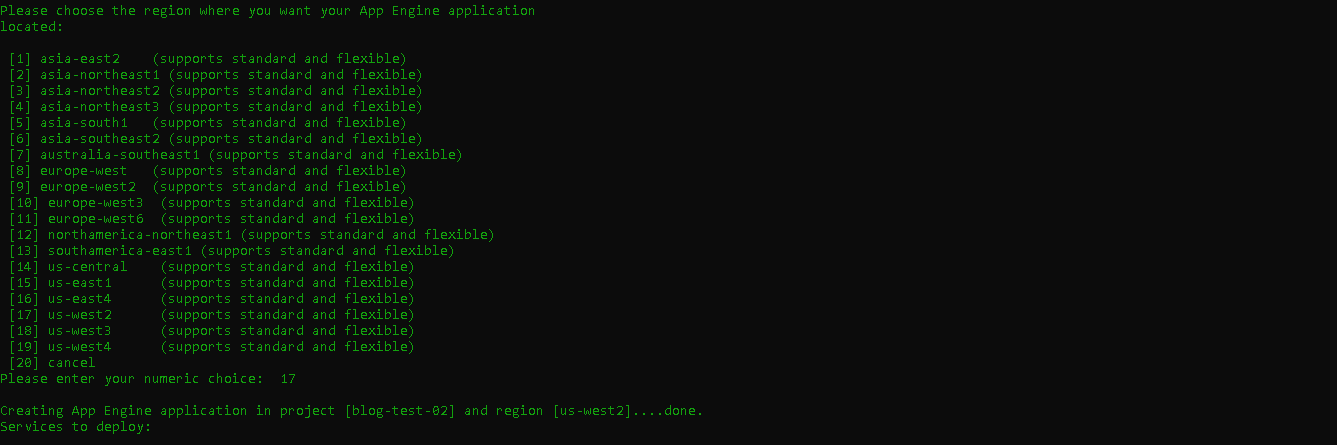 Please choose the region where you want your App Engine application
located:
[1] asia-east2    (supports standard and flexible)
[2] asia-northeast1 (supports standard and flexible)
[3] asia-northeast2 (supports standard and flexible)
[4] asia-northeast3 (supports standard and flexible)
[5] asia-south1   (supports standard and flexible)
[6] asia-southeast2 (supports standard and flexible)
[7] australia-southeast1 (supports standard and flexible)
[8] europe-west   (supports standard and flexible)
[9] europe-west2  (supports standard and flexible)
[10] europe-west3  (supports standard and flexible)
[11] europe-west6  (supports standard and flexible)
[12] northamerica-northeast1 (supports standard and flexible)
[13] southamerica-east1 (supports standard and flexible)
[14] us-central    (supports standard and flexible)
[15] us-east1      (supports standard and flexible)
[16] us-east4      (supports standard and flexible)
[17] us-west2      (supports standard and flexible)
[18] us-west3      (supports standard and flexible)
[19] us-west4      (supports standard and flexible)
[20] cancel
Please enter your numeric choice:  17
Creating App Engine application in project [blog-test-02] and region [us-west2]....done.
Services to deploy: